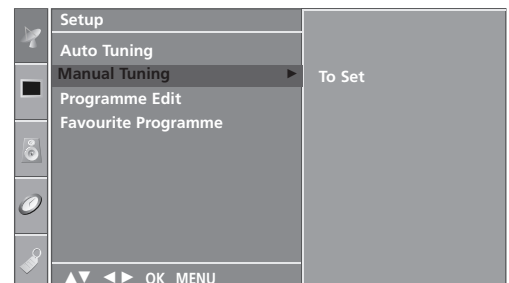 Setup
Auto Tuning
Manual Tuning ► To Set
Programme Edit
Favourite Programme
▲▼ ◄► OK MENU